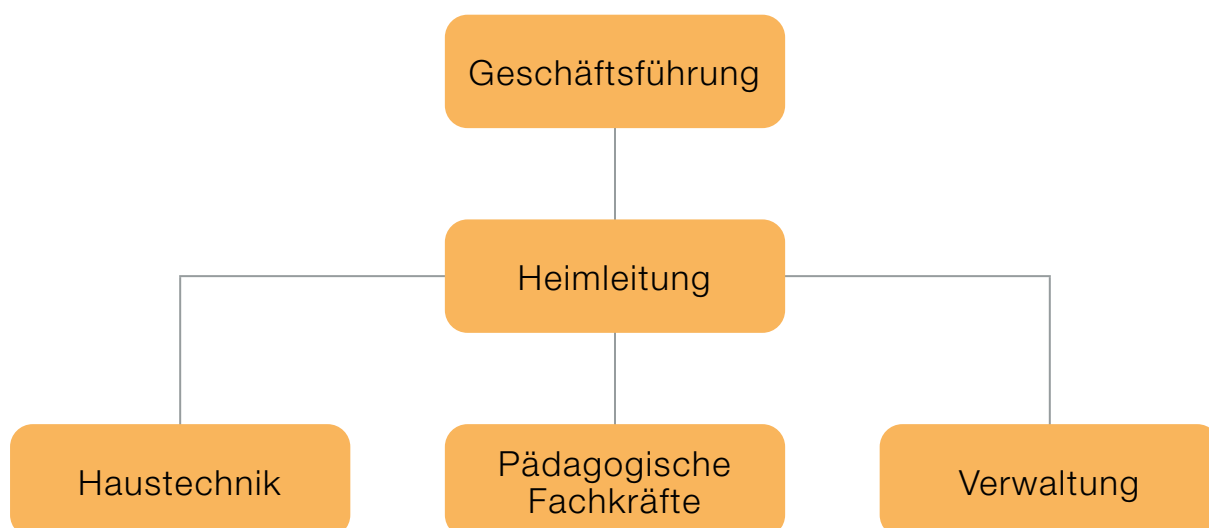 Geschäftsführung
Heimleitung
Haustechnik
Pädagogische
Fachkräfte
Verwaltung